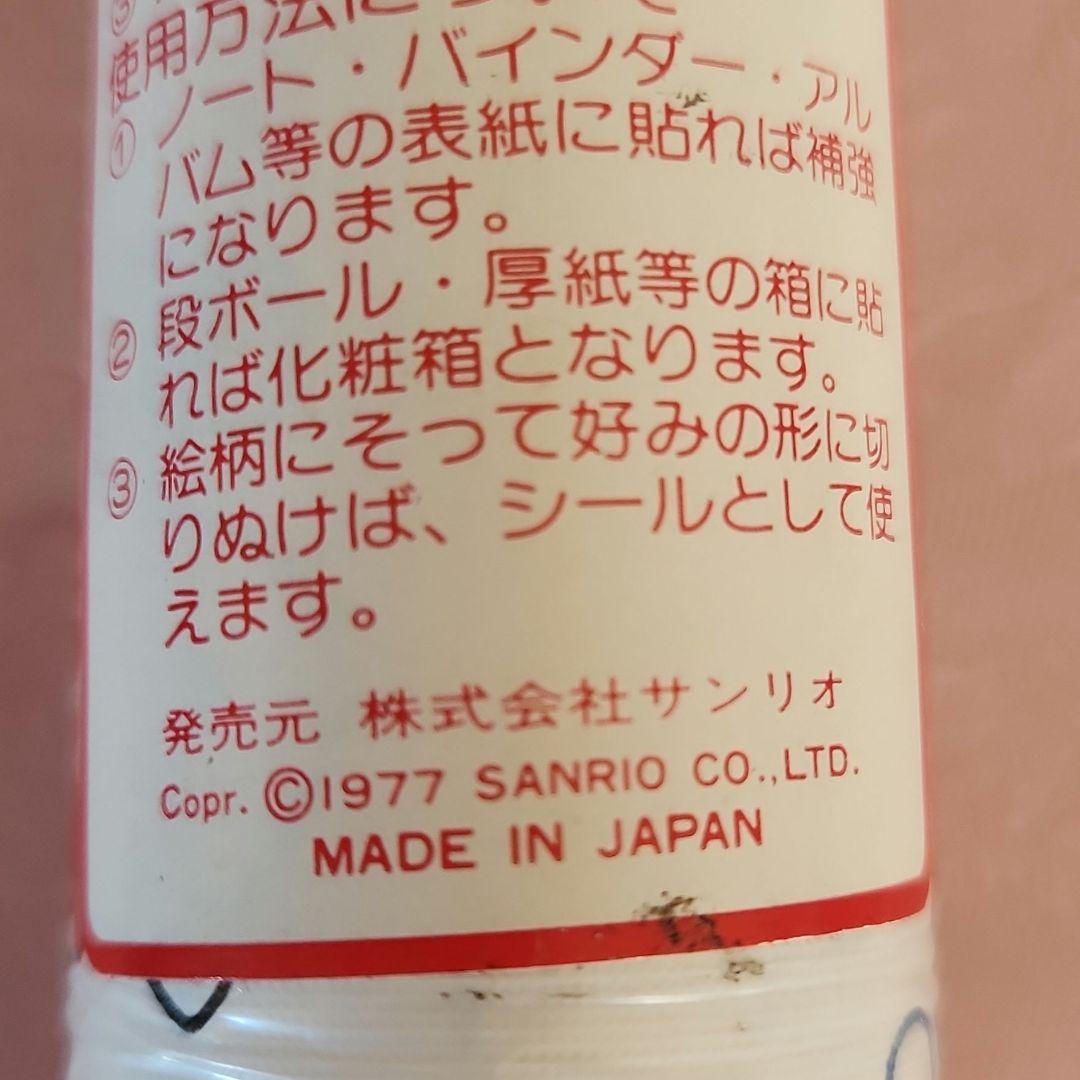 ③
使用方法について
① ノート・バインダー・アル
バム等の表紙に貼れば補強
になります。
② 段ボール・厚紙等の箱に貼
れば化粧箱となります。
③ 絵柄にそって好みの形に切
りぬけば、シールとして使
えます。
発売元 株式会社サンリオ
Copr. ©1977 SANRIO CO.,LTD.
MADE IN JAPAN